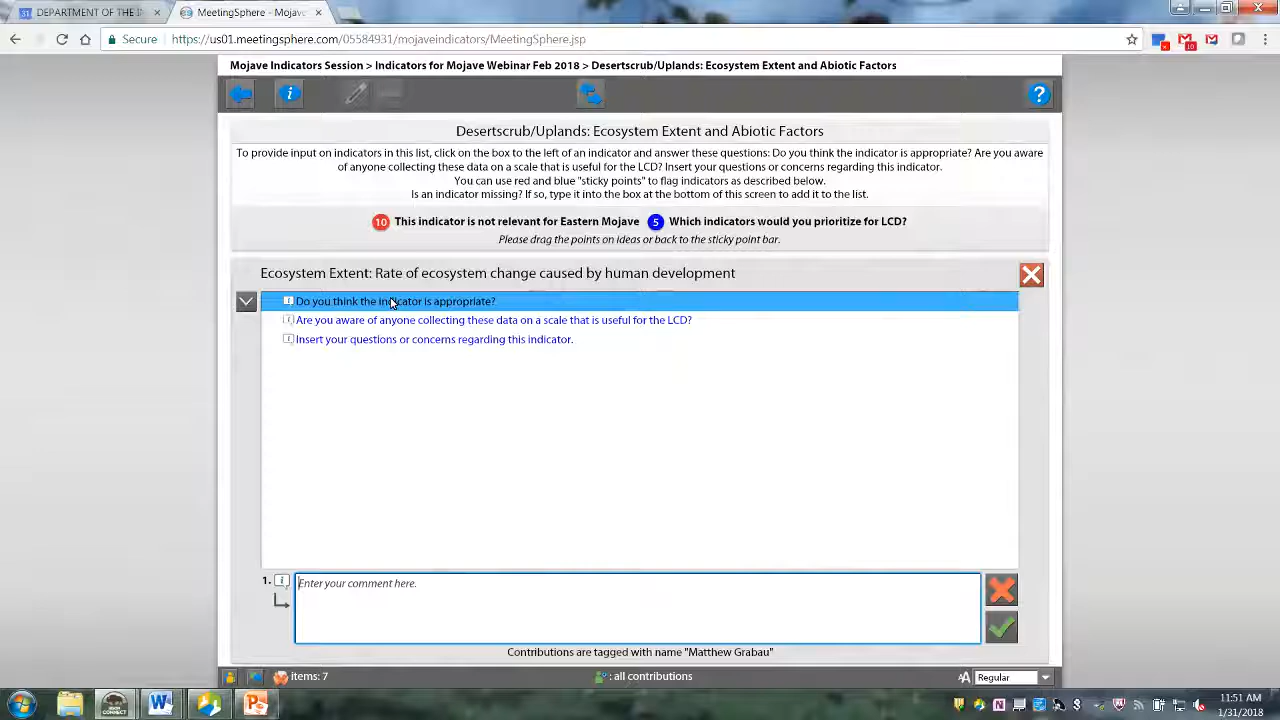 31 DEPARTMENT OF THE IN
MeetingSphere - Mojave
Secure https://us01.meetingsphere.com/05584931/mojaveindicators/MeetingSphere.jsp
10
Mojave Indicators Session > Indicators for Mojave Webinar Feb 2018 > Desertscrub/Uplands: Ecosystem Extent and Abiotic Factors
Desertscrub/Uplands: Ecosystem Extent and Abiotic Factors
To provide input on indicators in this list, click on the box to the left of an indicator and answer these questions: Do you think the indicator is appropriate? Are you aware
of anyone collecting these data on a scale that is useful for the LCD? Insert your questions or concerns regarding this indicator.
You can use red and blue "sticky points" to flag indicators as described below.
Is an indicator missing? If so, type it into the box at the bottom of this screen to add it to the list.
10 This indicator is not relevant for Eastern Mojave 5 Which indicators would you prioritize for LCD?
Please drag the points on ideas or back to the sticky point bar.
Ecosystem Extent: Rate of ecosystem change caused by human development
Do you think the indicator is appropriate?
Are you aware of anyone collecting these data on a scale that is useful for the LCD?
Insert your questions or concerns regarding this indicator.
1. Enter your comment here.
Contributions are tagged with name "Matthew Grabau"
items: 7 : all contributions AA Regular
11:51 AM
1/31/2018